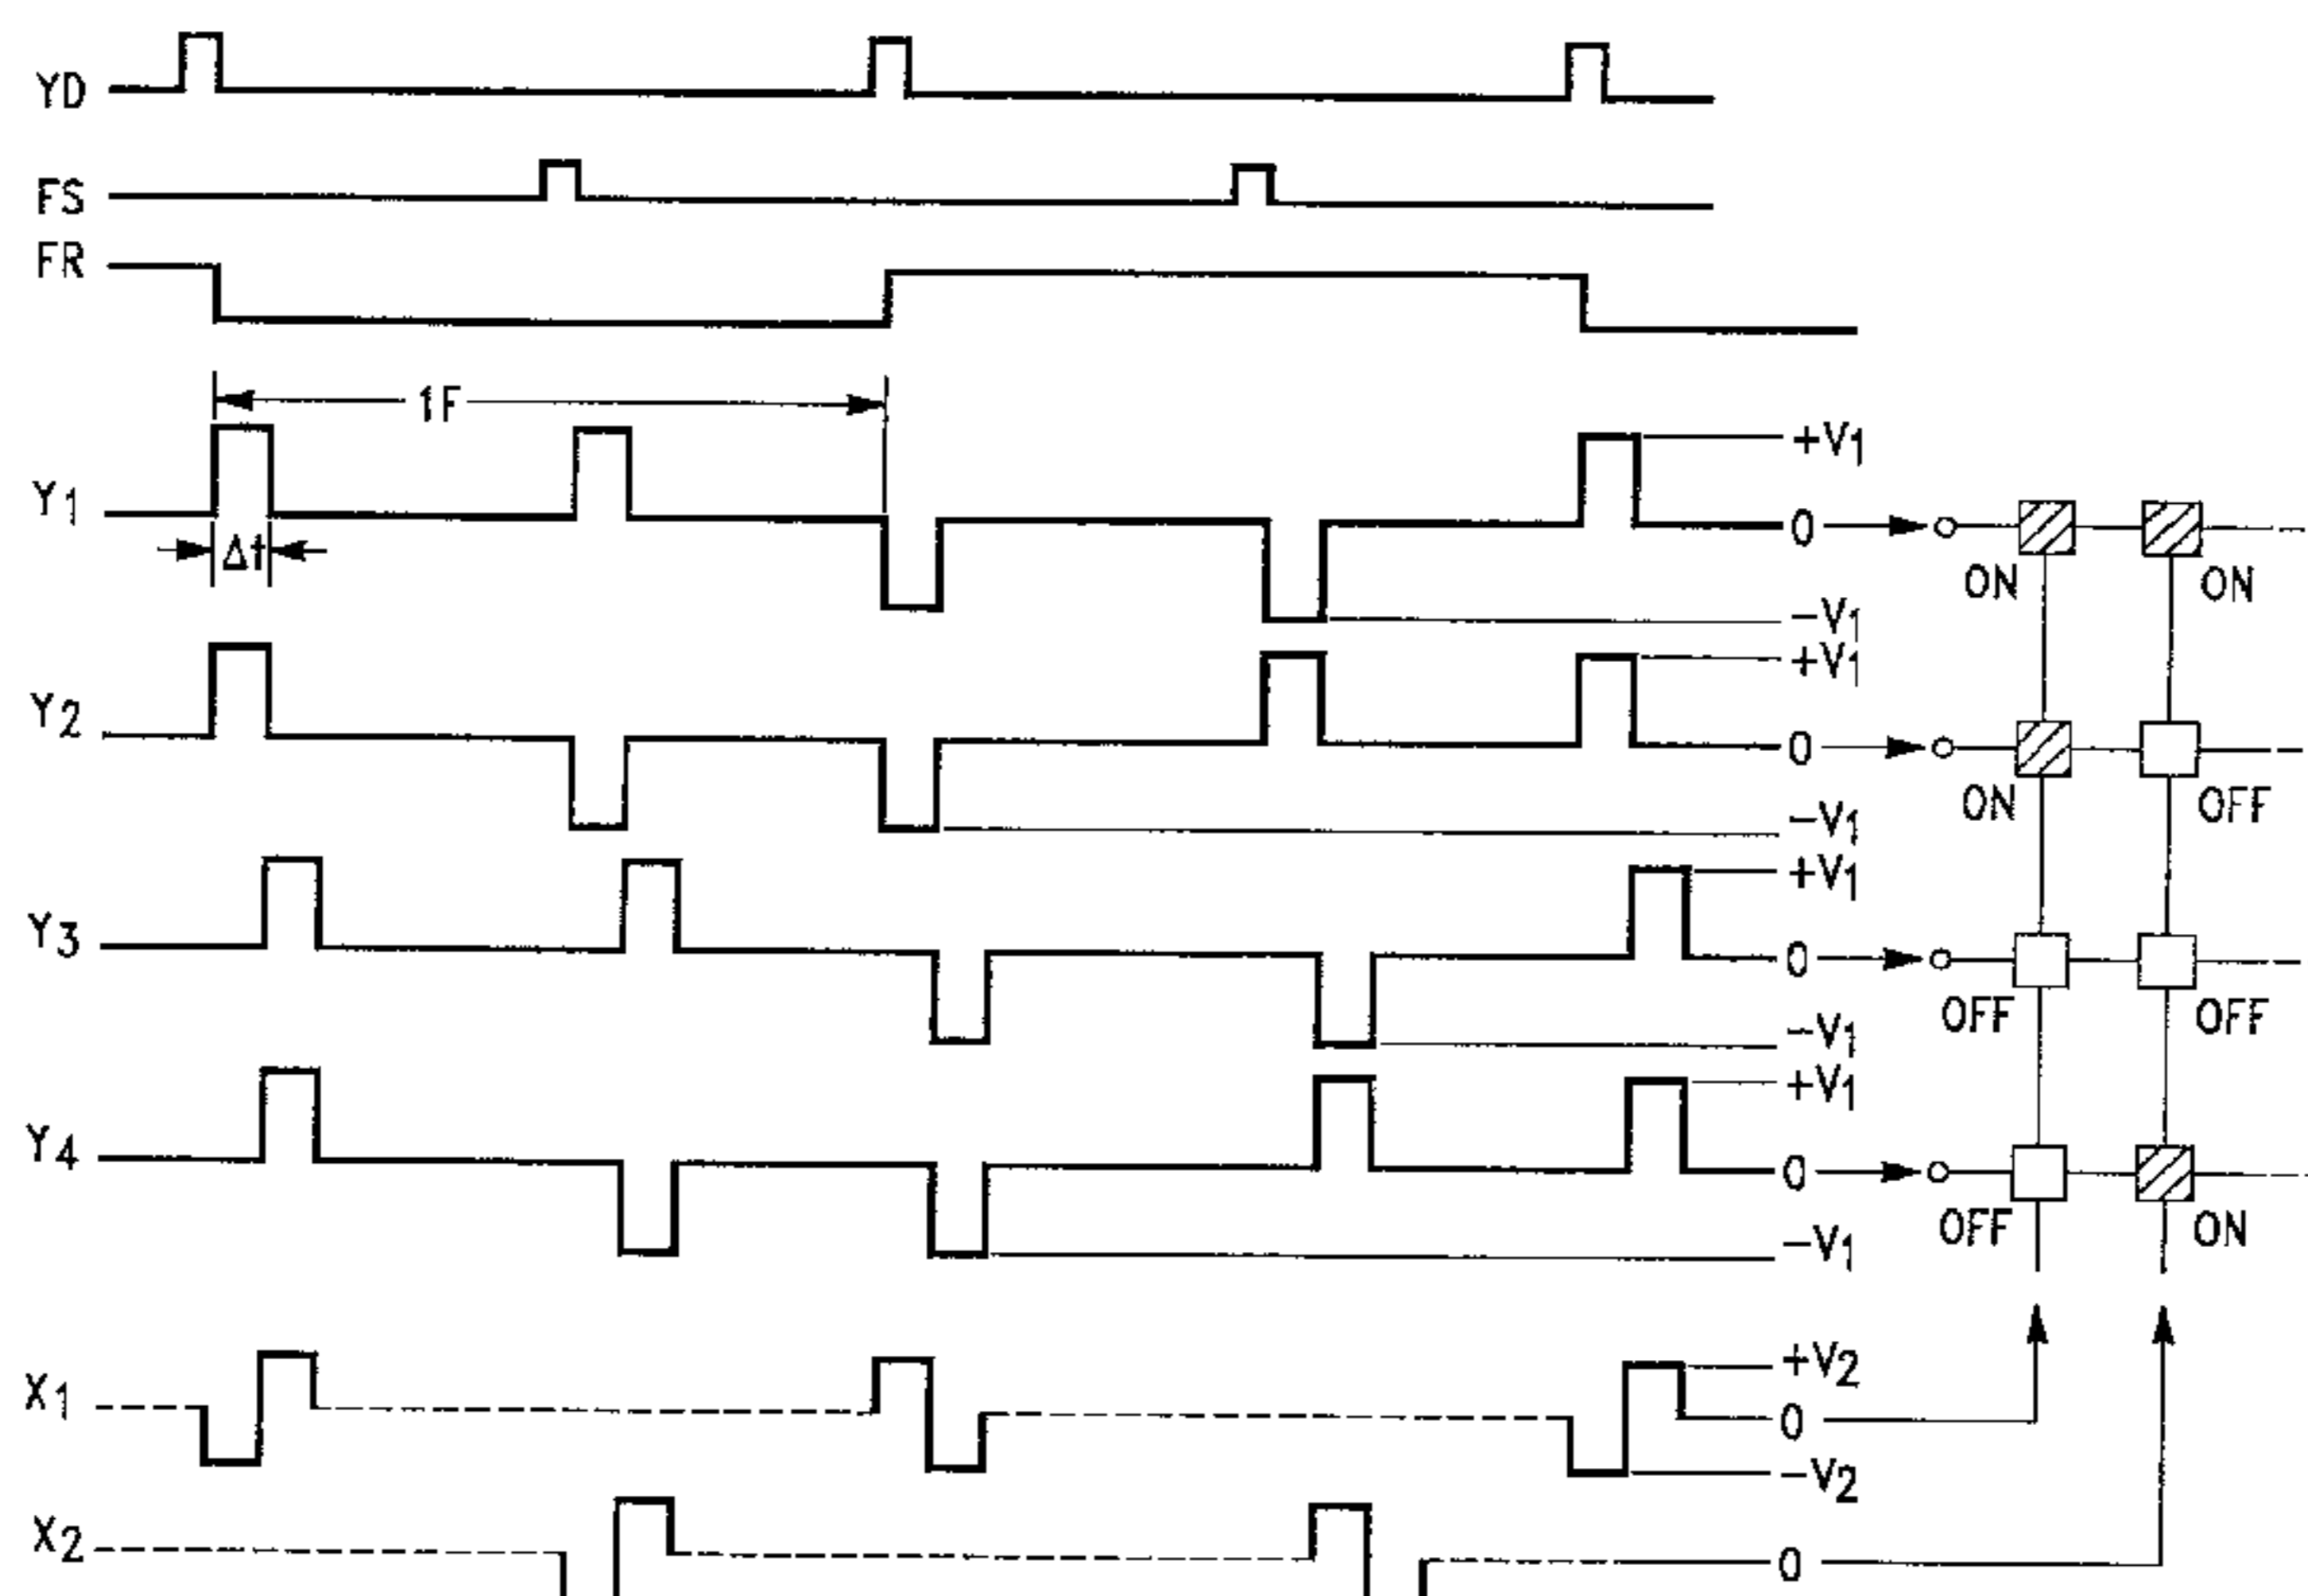 YD
FS
FR
1F
+V1
Y1
0
Δt
ON
ON
-V1
+V1
Y2
0
ON
OFF
-V1
+V1
Y3
0
OFF
OFF
-V1
+V1
Y4
0
OFF
ON
-V1
+V2
X1
0
-V2
X2
0